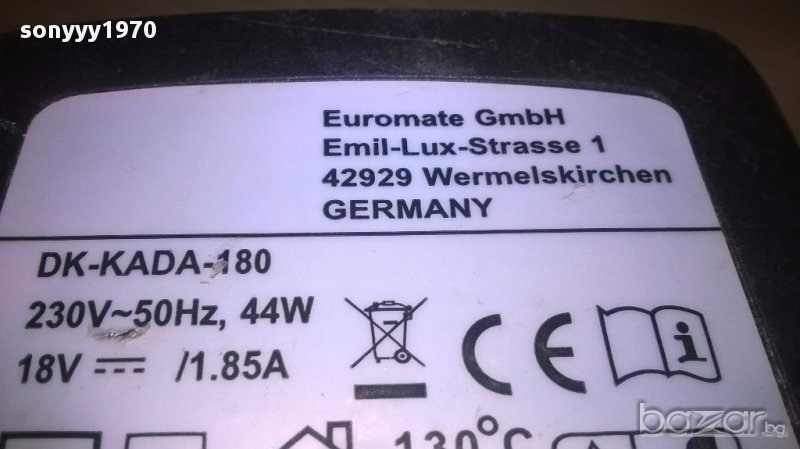 sonyyy1970
Euromate GmbH
Emil-Lux-Strasse 1
42929 Wermelskirchen
GERMANY
DK-KADA-180
230V~50Hz, 44W
18V ⎓ /1.85A
CE
i
130°C
bazar.bg